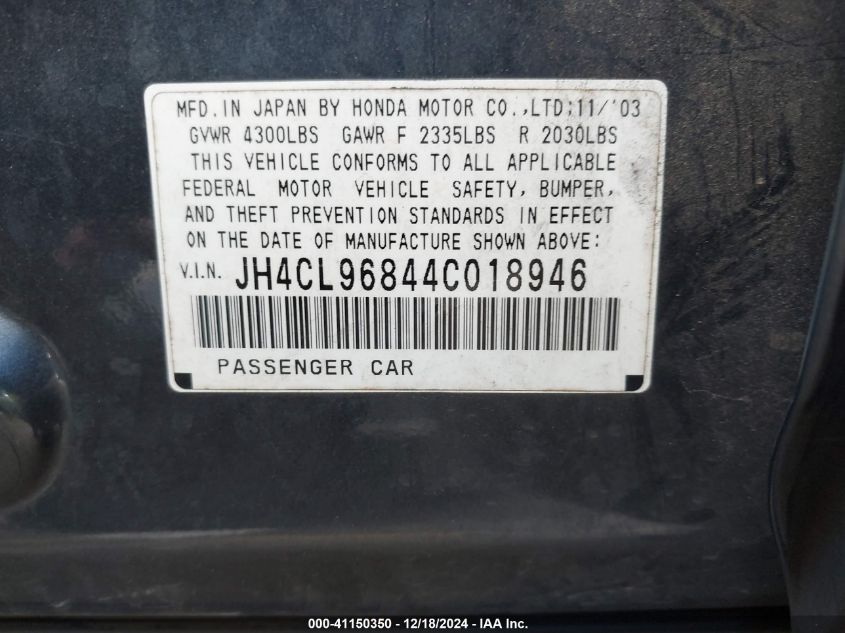 MFD. IN JAPAN BY HONDA MOTOR CO.,LTD; 11/'03
GVWR 4300LBS GAWR F 2335LBS R 2030LBS
THIS VEHICLE CONFORMS TO ALL APPLICABLE
FEDERAL MOTOR VEHICLE SAFETY, BUMPER,
AND THEFT PREVENTION STANDARDS IN EFFECT
ON THE DATE OF MANUFACTURE SHOWN ABOVE:
V.I.N. JH4CL96844C018946
PASSENGER CAR
000-41150350 - 12/18/2024 - IAA Inc.